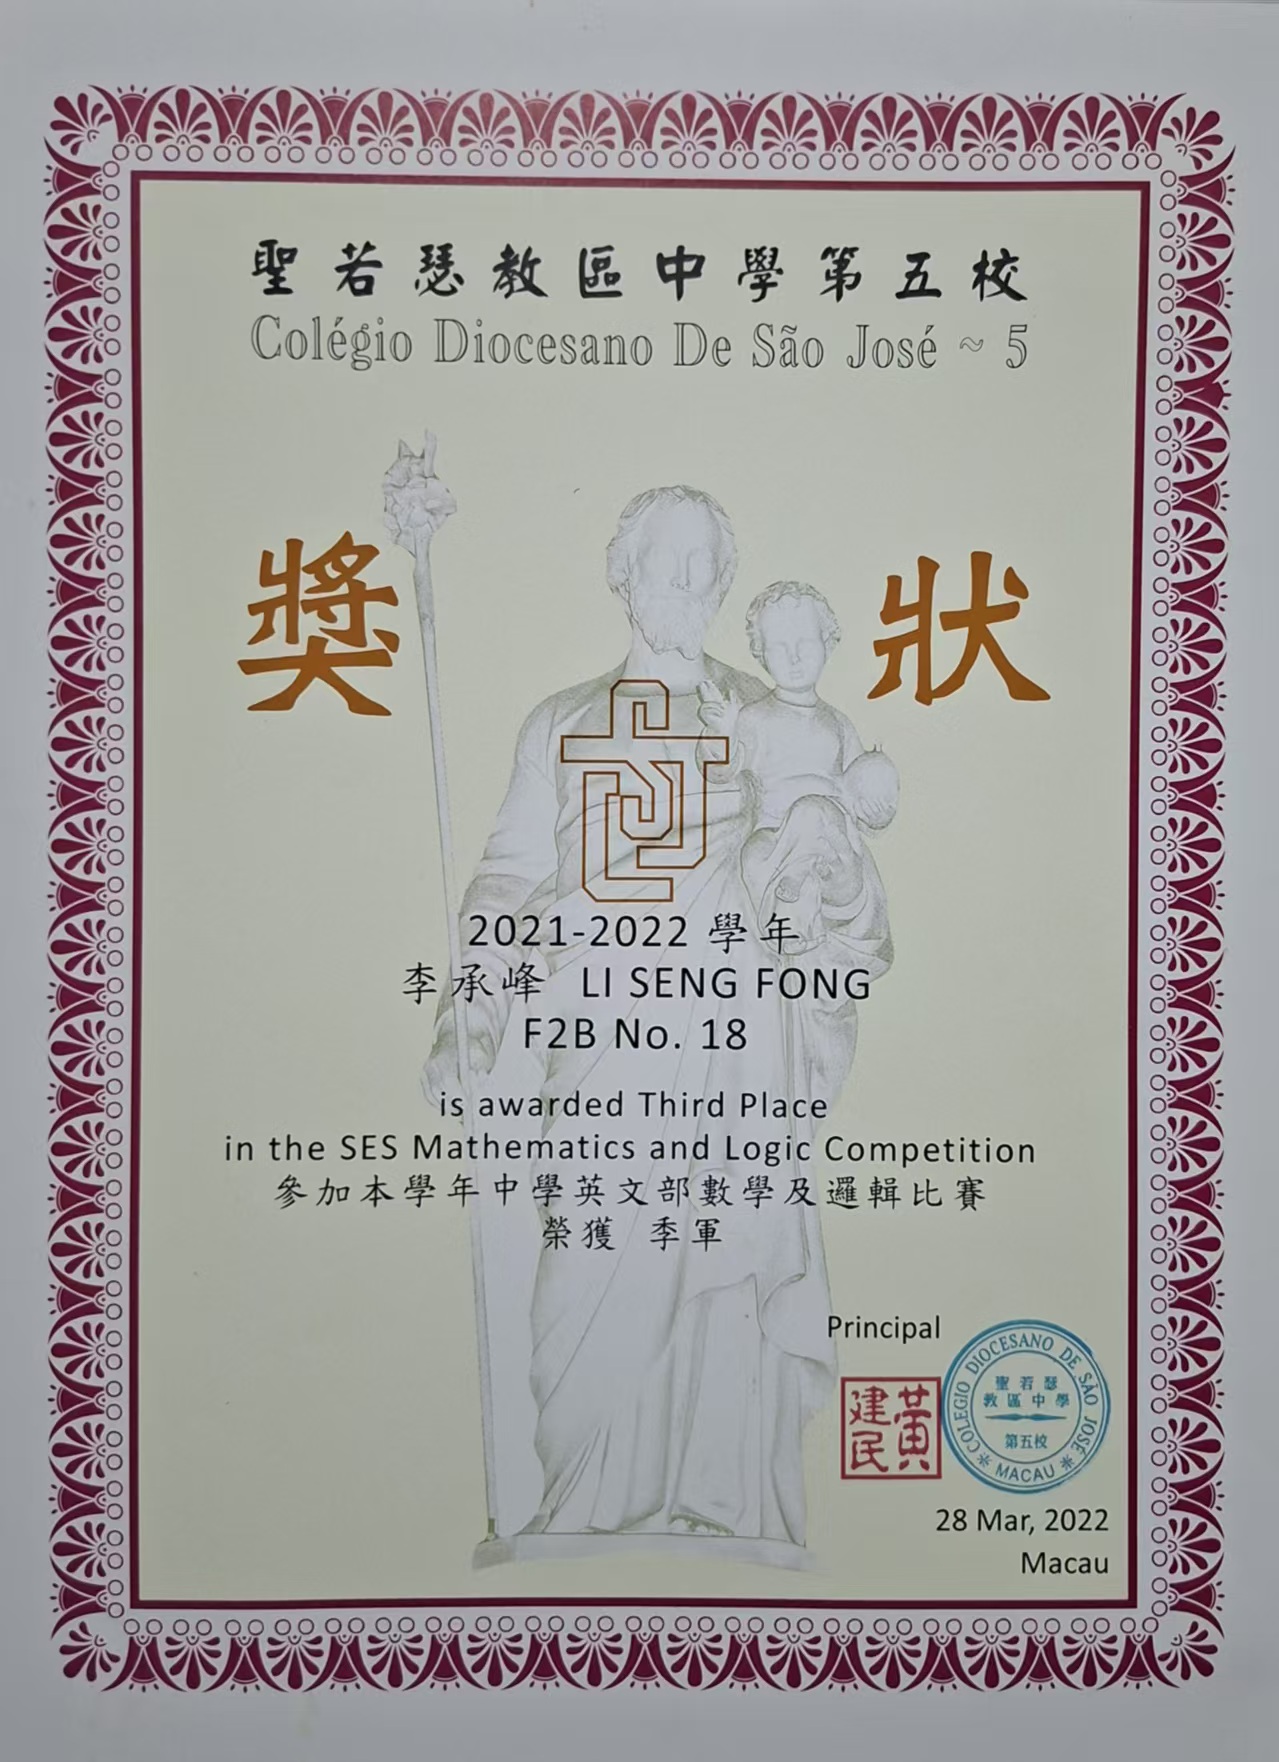 聖若瑟教區中學第五校
Colégio Diocesano De São José ~ 5
獎狀
2021-2022 學年
李承峰 LI SENG FONG
F2B No. 18
is awarded Third Place
in the SES Mathematics and Logic Competition
參加本學年中學英文部數學及邏輯比賽
榮獲 季軍
Principal
黃建民
COLEGIO DIOCESANO DE SÃO JOSÉ
聖若瑟
教區中學
第五校
* MACAU *
28 Mar, 2022
Macau